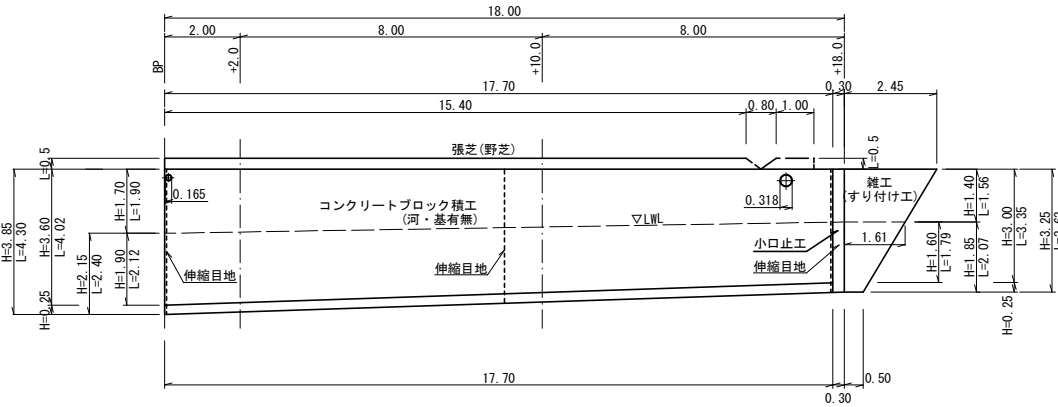 18.00
2.00
8.00
8.00
BP
+2.0
+10.0
+18.0
17.70
0.30
2.45
15.40
0.80
1.00
張芝(野芝)
L=0.5
L=0.5
0.165
コンクリートブロック積工
(河・基有無)
▽LWL
0.318
雑工
(すり付け工)
小口止工
1.61
伸縮目地
伸縮目地
伸縮目地
H=3.85
L=4.30
H=3.60
L=4.02
H=0.25
H=2.15
L=2.40
H=1.70
L=1.90
H=1.90
L=2.12
H=1.60
L=1.79
H=1.40
L=1.56
H=1.85
L=2.07
H=3.00
L=3.35
H=0.25
H=3.25
17.70
0.30
0.50